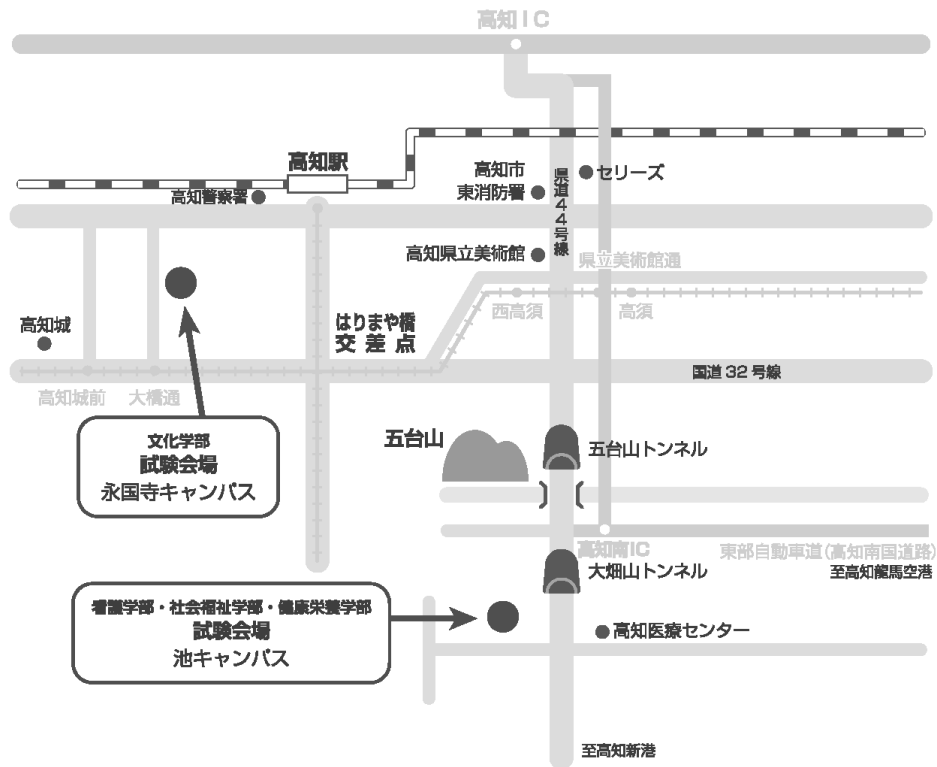 高知IC
高知駅
高知警察署
高知市
東消防署
セリーズ
県道44号線
高知県立美術館
県立美術館通
西高須
高須
高知城
はりまや橋
交差点
国道32号線
高知城前
大橋通
文化学部
試験会場
永国寺キャンパス
五台山
五台山トンネル
高知南IC
東部自動車道(高知南国道路)
至高知龍馬空港
大畑山トンネル
看護学部・社会福祉学部・健康栄養学部
試験会場
池キャンパス
高知医療センター
至高知新港